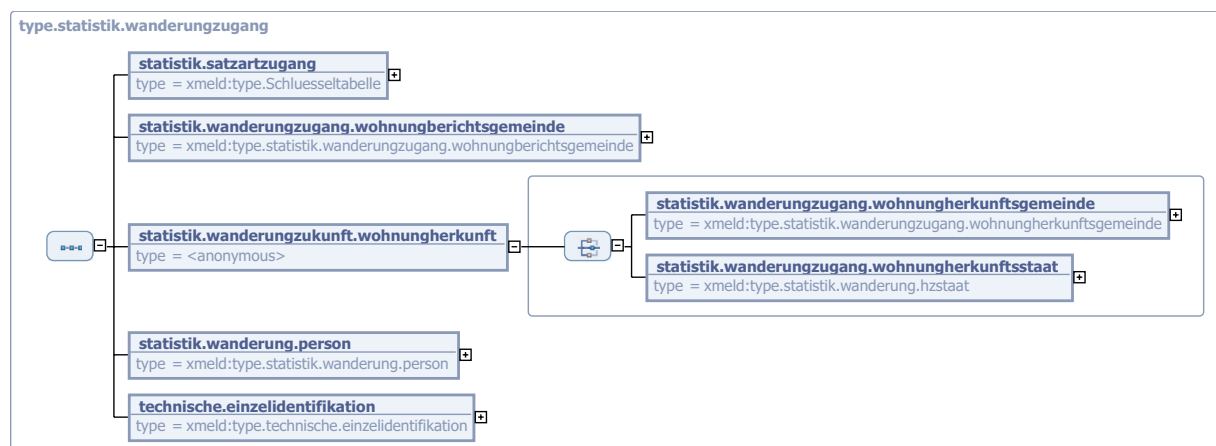 type.statistik.wanderungzugang
statistik.satzartzugang
type = xmeld:type.Schluesseltabelle
statistik.wanderungzugang.wohnungberichtsgemeinde
type = xmeld:type.statistik.wanderungzugang.wohnungberichtsgemeinde
statistik.wanderungzukunft.wohnungherkunft
type = <anonymous>
statistik.wanderungzugang.wohnungherkunftsgemeinde
type = xmeld:type.statistik.wanderungzugang.wohnungherkunftsgemeinde
statistik.wanderungzugang.wohnungherkunftsstaat
type = xmeld:type.statistik.wanderung.hzstaat
statistik.wanderung.person
type = xmeld:type.statistik.wanderung.person
technische.einzelidentifikation
type = xmeld:type.technische.einzelidentifikation